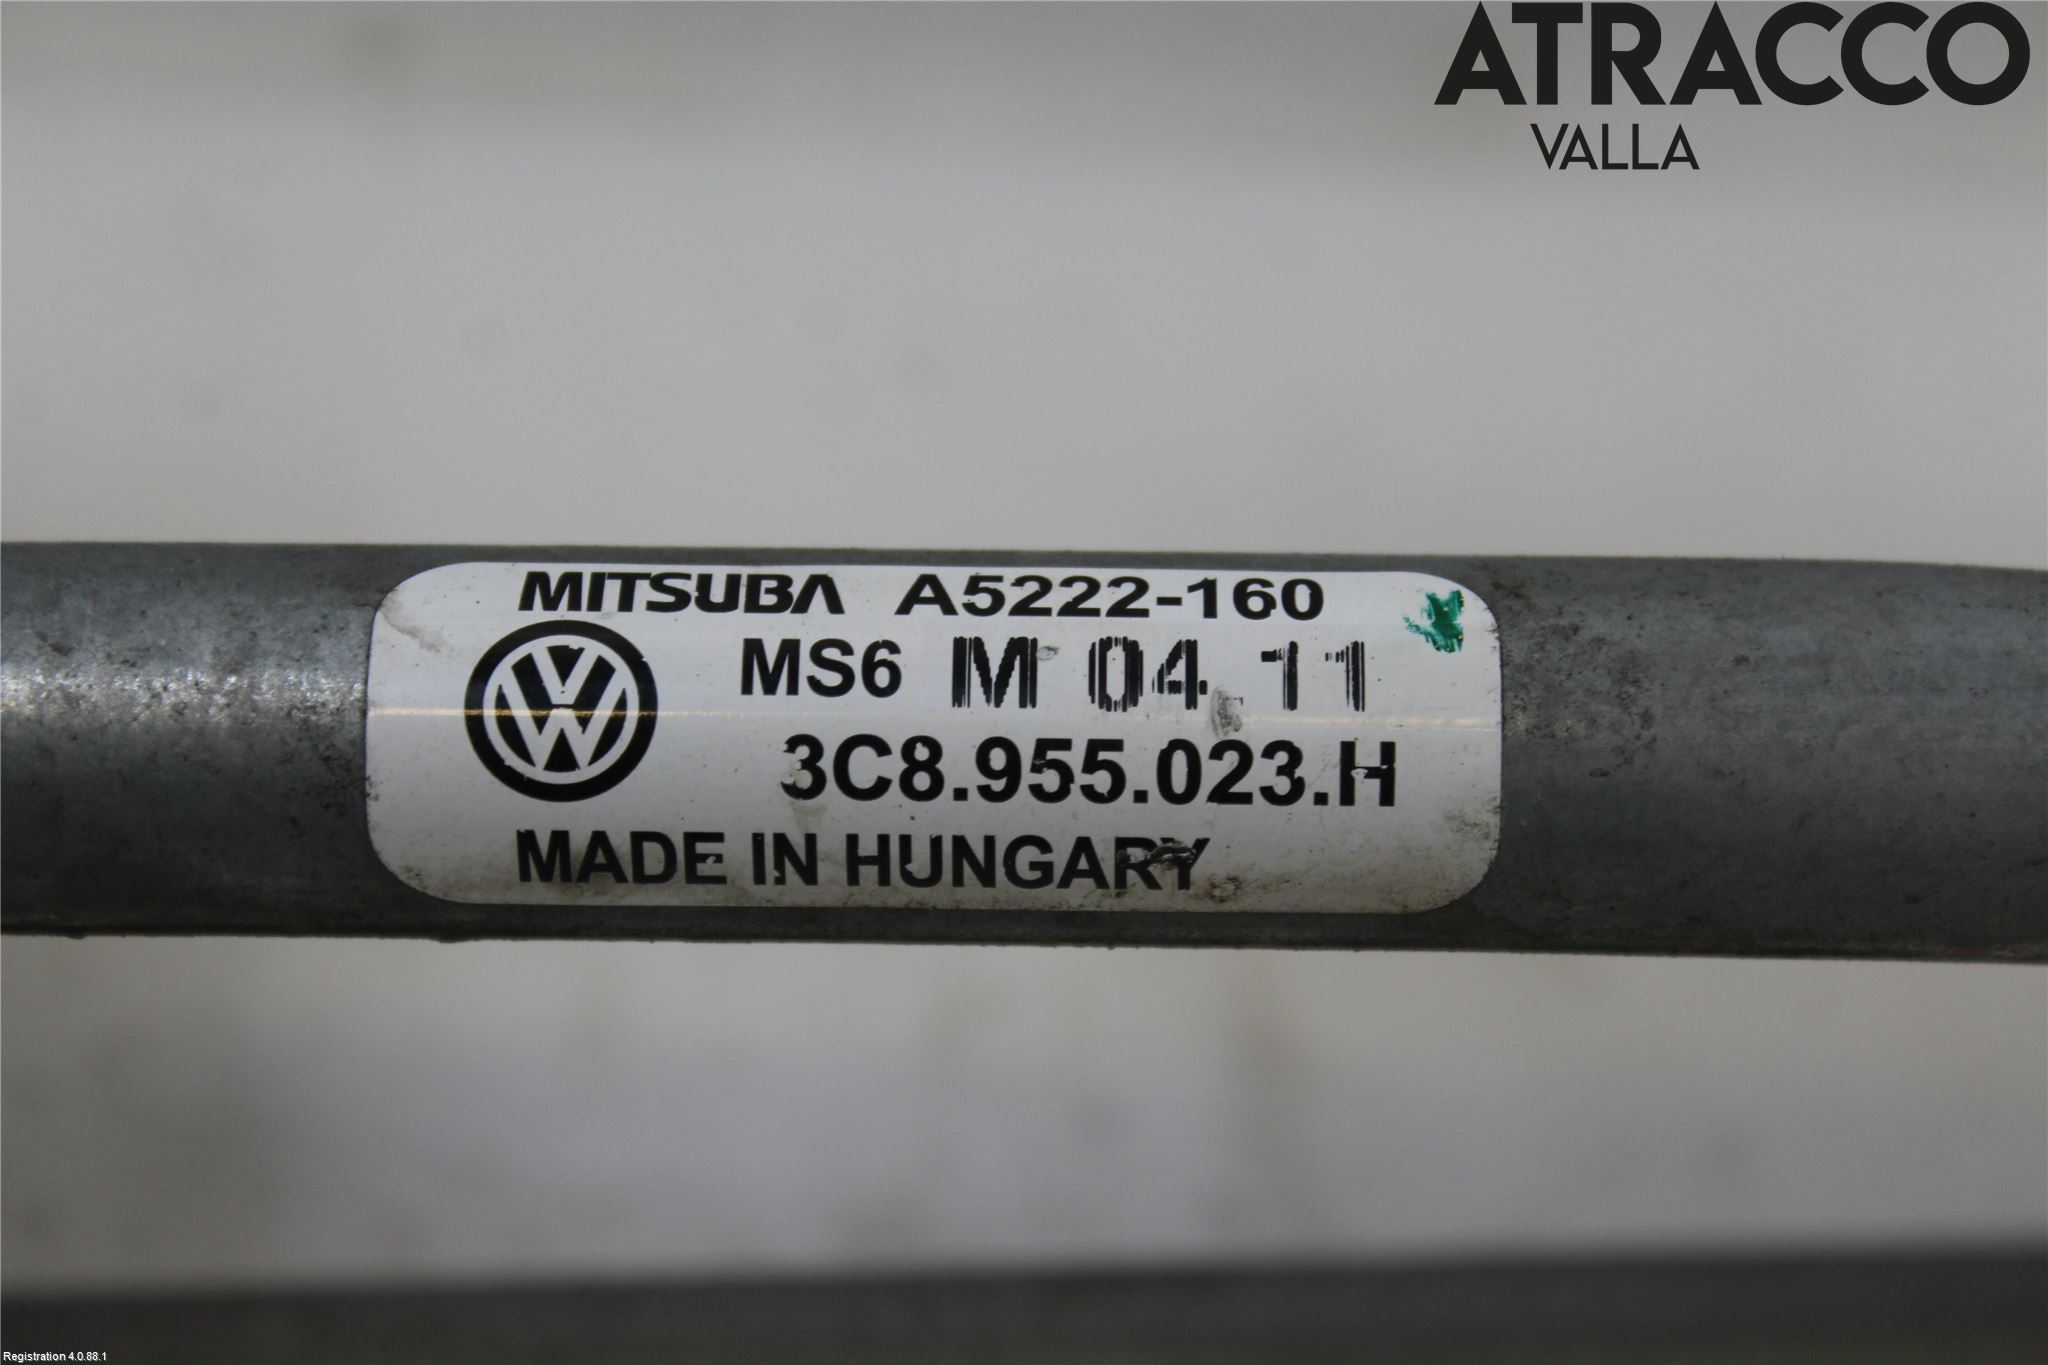 ATRACCO
VALLA
MITSUBA A5222-160
MS6 M 04 11
3C8.955.023.H
MADE IN HUNGARY
Registration 4.0.88.1